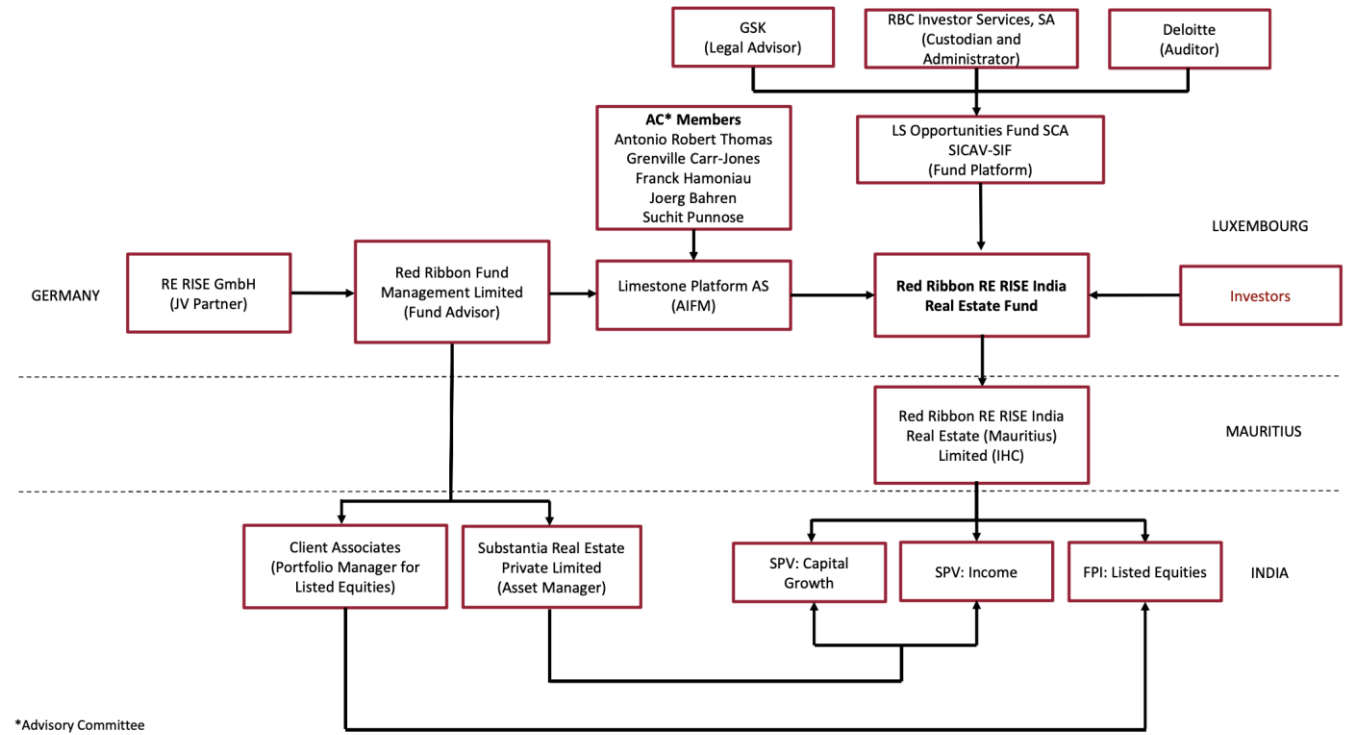 GSK
(Legal Advisor)
RBC Investor Services, SA
(Custodian and
Administrator)
Deloitte
(Auditor)
AC* Members
Antonio Robert Thomas
Grenville Carr-Jones
Franck Hamoniau
Joerg Bahren
Suchit Punnose
LS Opportunities Fund SCA
SICAV-SIF
(Fund Platform)
LUXEMBOURG
GERMANY
RE RISE GmbH
(JV Partner)
Red Ribbon Fund
Management Limited
(Fund Advisor)
Limestone Platform AS
(AIFM)
Red Ribbon RE RISE India
Real Estate Fund
Investors
Red Ribbon RE RISE India
Real Estate (Mauritius)
Limited (IHC)
MAURITIUS
Client Associates
(Portfolio Manager for
Listed Equities)
Substantia Real Estate
Private Limited
(Asset Manager)
SPV: Capital
Growth
SPV: Income
FPI: Listed Equities
INDIA
*Advisory Committee